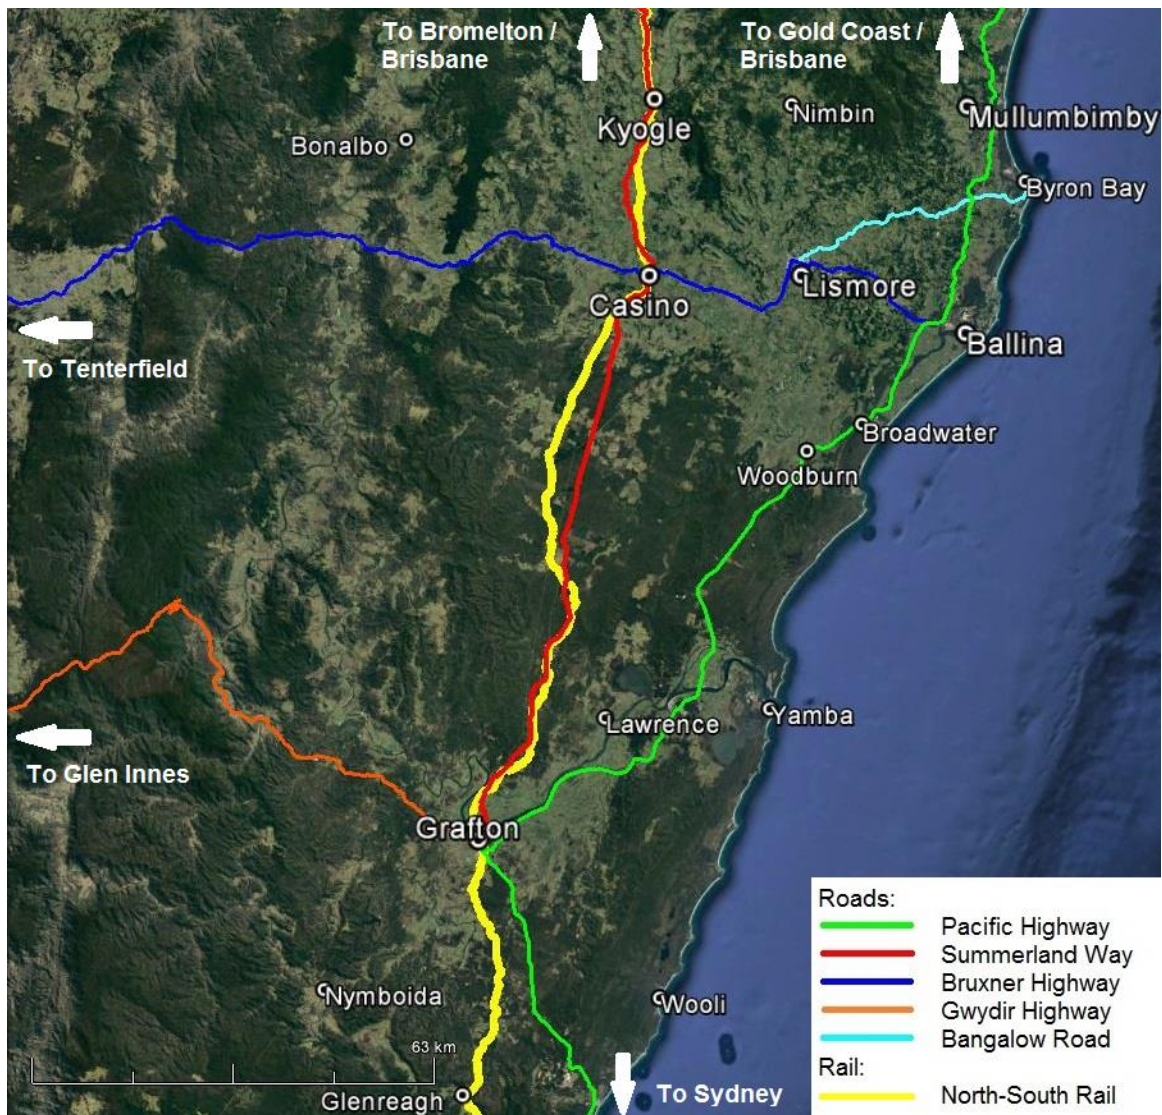 To Bromelton /
Brisbane
To Gold Coast /
Brisbane
Kyogle
Nimbin
Mullumbimby
Bonalbo
Byron Bay
Casino
Lismore
Ballina
To Tenterfield
Broadwater
Woodburn
Lawrence
Yamba
To Glen Innes
Grafton
Nymboida
Wooli
63 km
Glenreagh
To Sydney
Roads:
Pacific Highway
Summerland Way
Bruxner Highway
Gwydir Highway
Bangalow Road
Rail:
North-South Rail